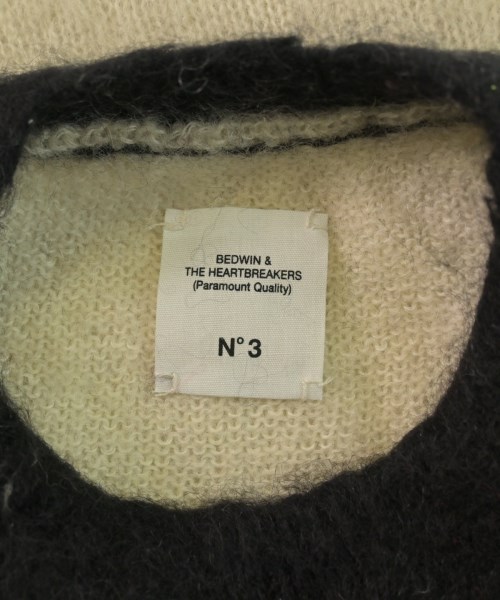 BEDWIN &
THE HEARTBREAKERS
(Paramount Quality)
N° 3